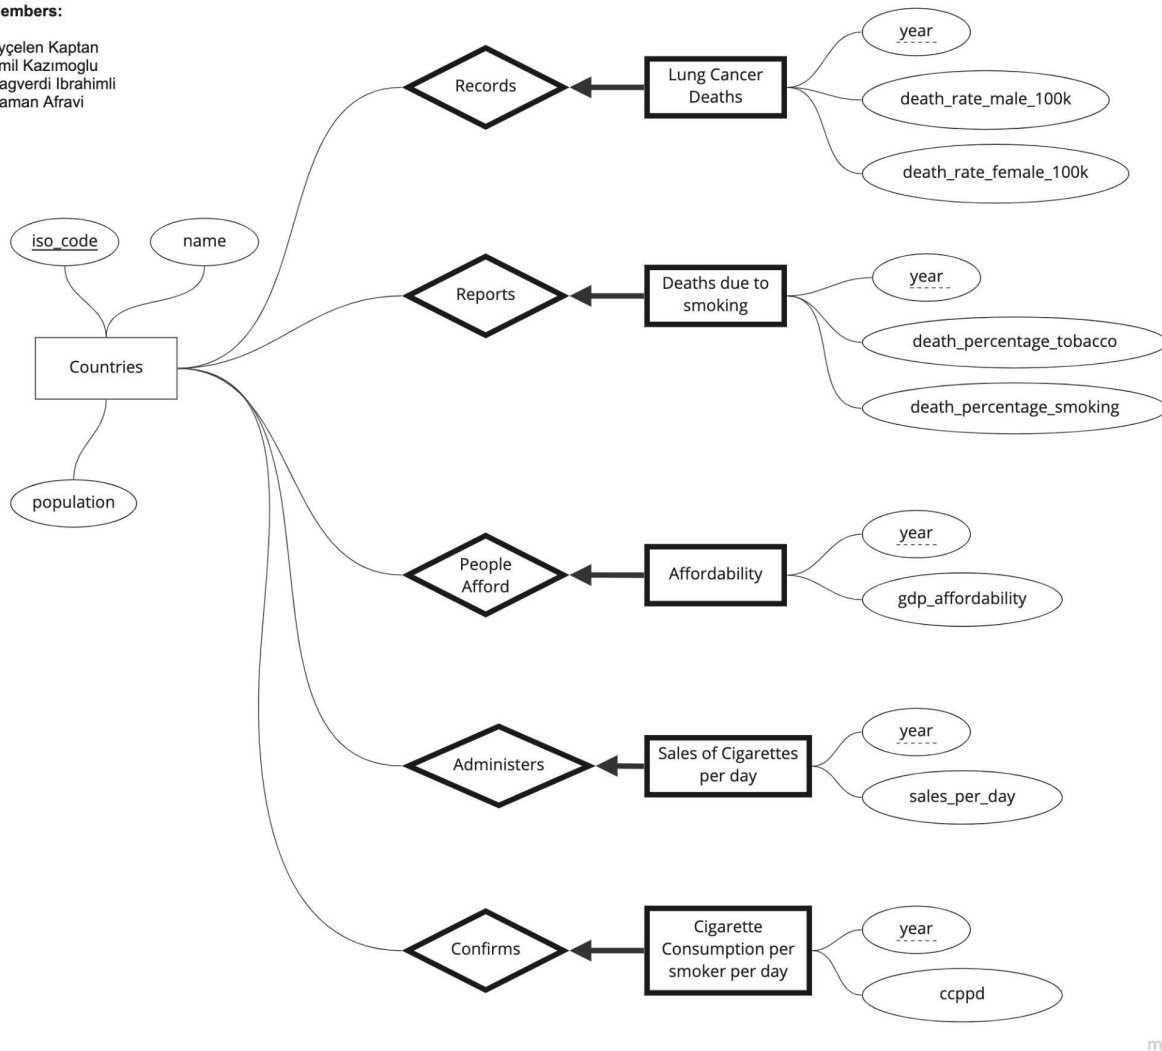 embers:
yçelen Kaptan
mil Kazımoglu
agverdi Ibrahimli
aman Afravi
Records
Lung Cancer
Deaths
year
death_rate_male_100k
death_rate_female_100k
iso_code
name
Countries
population
Reports
Deaths due to
smoking
year
death_percentage_tobacco
death_percentage_smoking
People
Afford
Affordability
year
gdp_affordability
Administers
Sales of Cigarettes
per day
year
sales_per_day
Confirms
Cigarette
Consumption per
smoker per day
year
ccppd
m